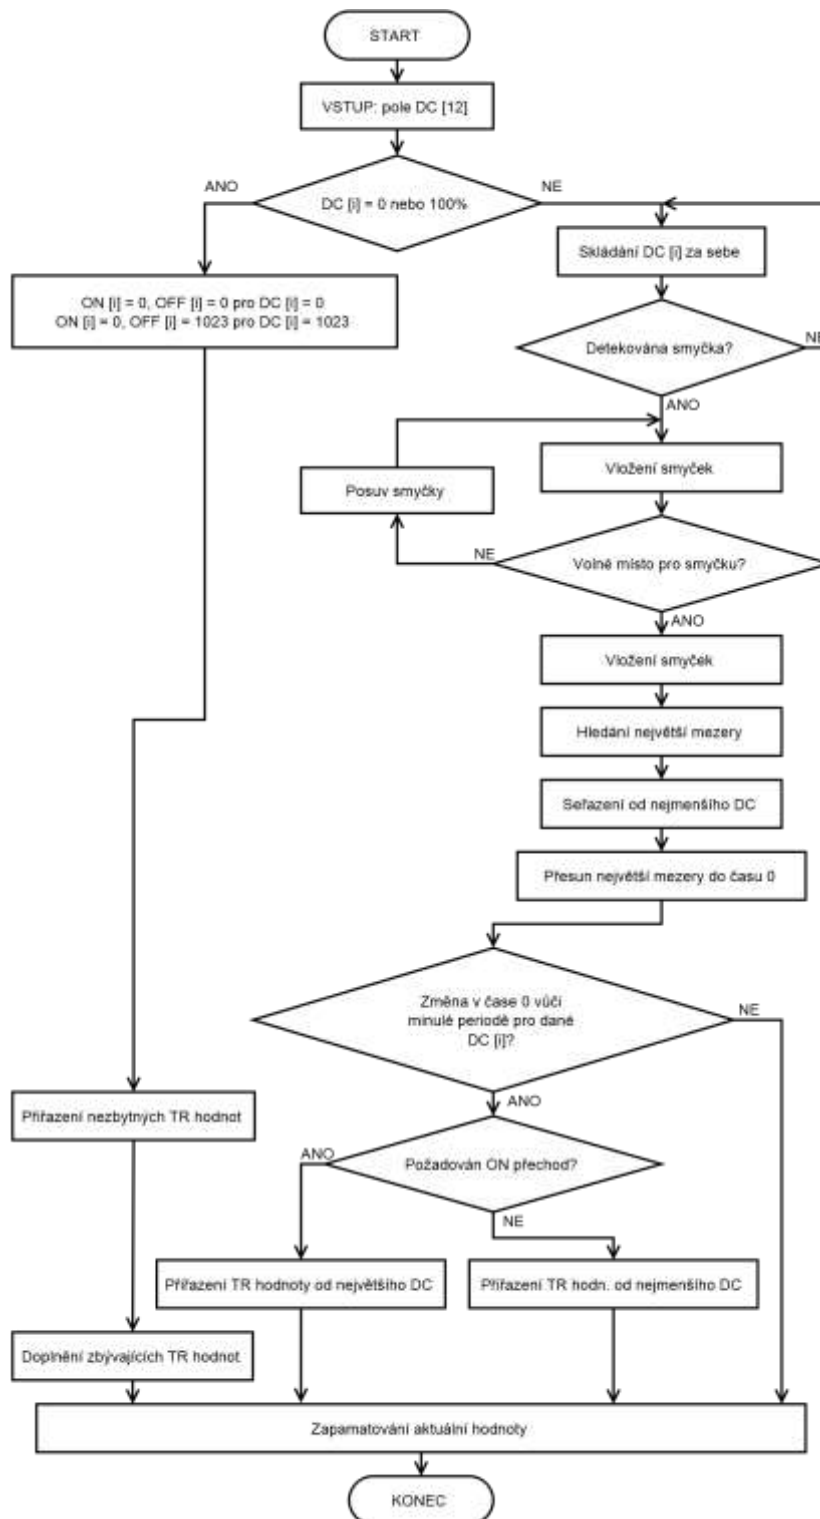 START
VSTUP: pole DC [12]
ANO
NE
DC [i] = 0 nebo 100%
Skládání DC [i] za sebe
ON [i] = 0, OFF [i] = 0 pro DC [i] = 0
ON [i] = 0, OFF [i] = 1023 pro DC [i] = 1023
Detekována smyčka?
NE
ANO
Vložení smyček
Posuv smyčky
NE
Volné místo pro smyčku?
ANO
Vložení smyček
Hledání největší mezery
Seřazení od nejmenšího DC
Přesun největší mezery do času 0
Změna v čase 0 vůči
minulé periodě pro dané
DC [i]?
NE
ANO
Přiřazení nezbytných TR hodnot
ANO
Požadován ON přechod?
NE
Přiřazení TR hodnoty od největšího DC
Přiřazení TR hodn. od nejmenšího DC
Doplnění zbývajících TR hodnot
Zapamatování aktuální hodnoty
KONEC